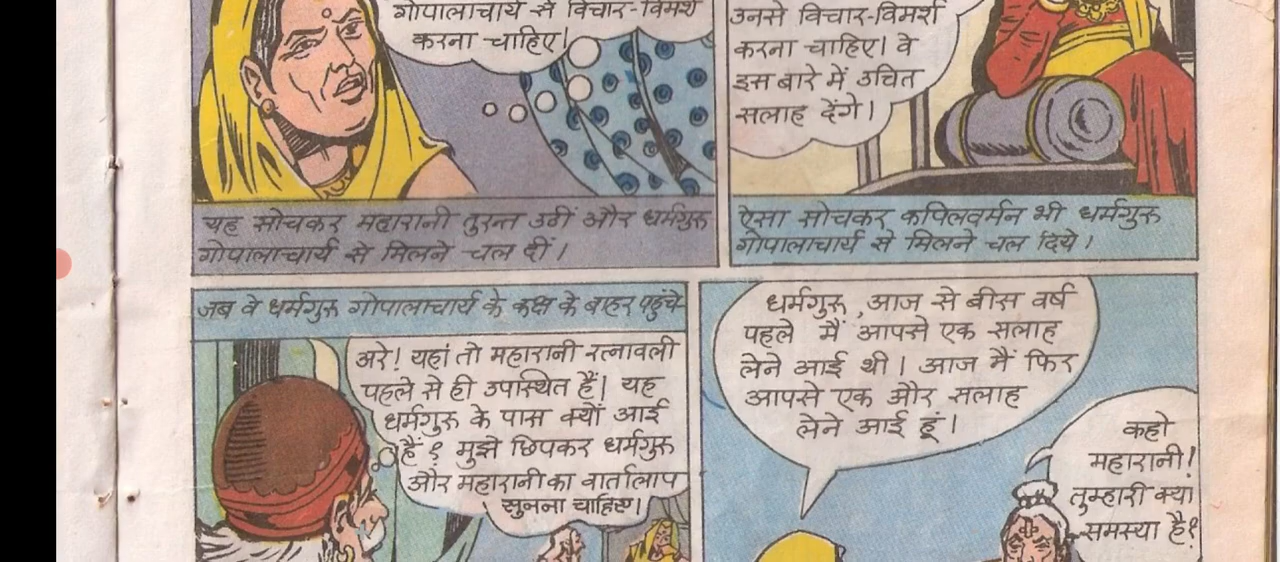 गोपालाचार्य से विचार-विमर्श
करना चाहिए।
यह सोचकर महारानी तुरन्त उठीं और धर्मगुरु
गोपालाचार्य से मिलने चल दीं।
उनसे विचार-विमर्श
करना चाहिए। वे
इस बारे में उचित
सलाह देंगे।
ऐसा सोचकर कपिलवर्मन भी धर्मगुरु
गोपालाचार्य से मिलने चल दिये।
जब वे धर्मगुरु गोपालाचार्य के कक्ष के बाहर पहुंचे-
अरे! यहां तो महारानी रत्नावली
पहले से ही उपास्थित हैं। यह
धर्मगुरु के पास क्यों आई
हैं? मुझे छिपकर धर्मगुरु
और महारानी का वार्तालाप
सुनना चाहिए।
धर्मगुरु, आज से बीस वर्ष
पहले मैं आपसे एक सलाह
लेने आई थी। आज मैं फिर
आपसे एक और सलाह
लेने आई हूं।
कहो
महारानी!
तुम्हारी क्या
समस्या है?